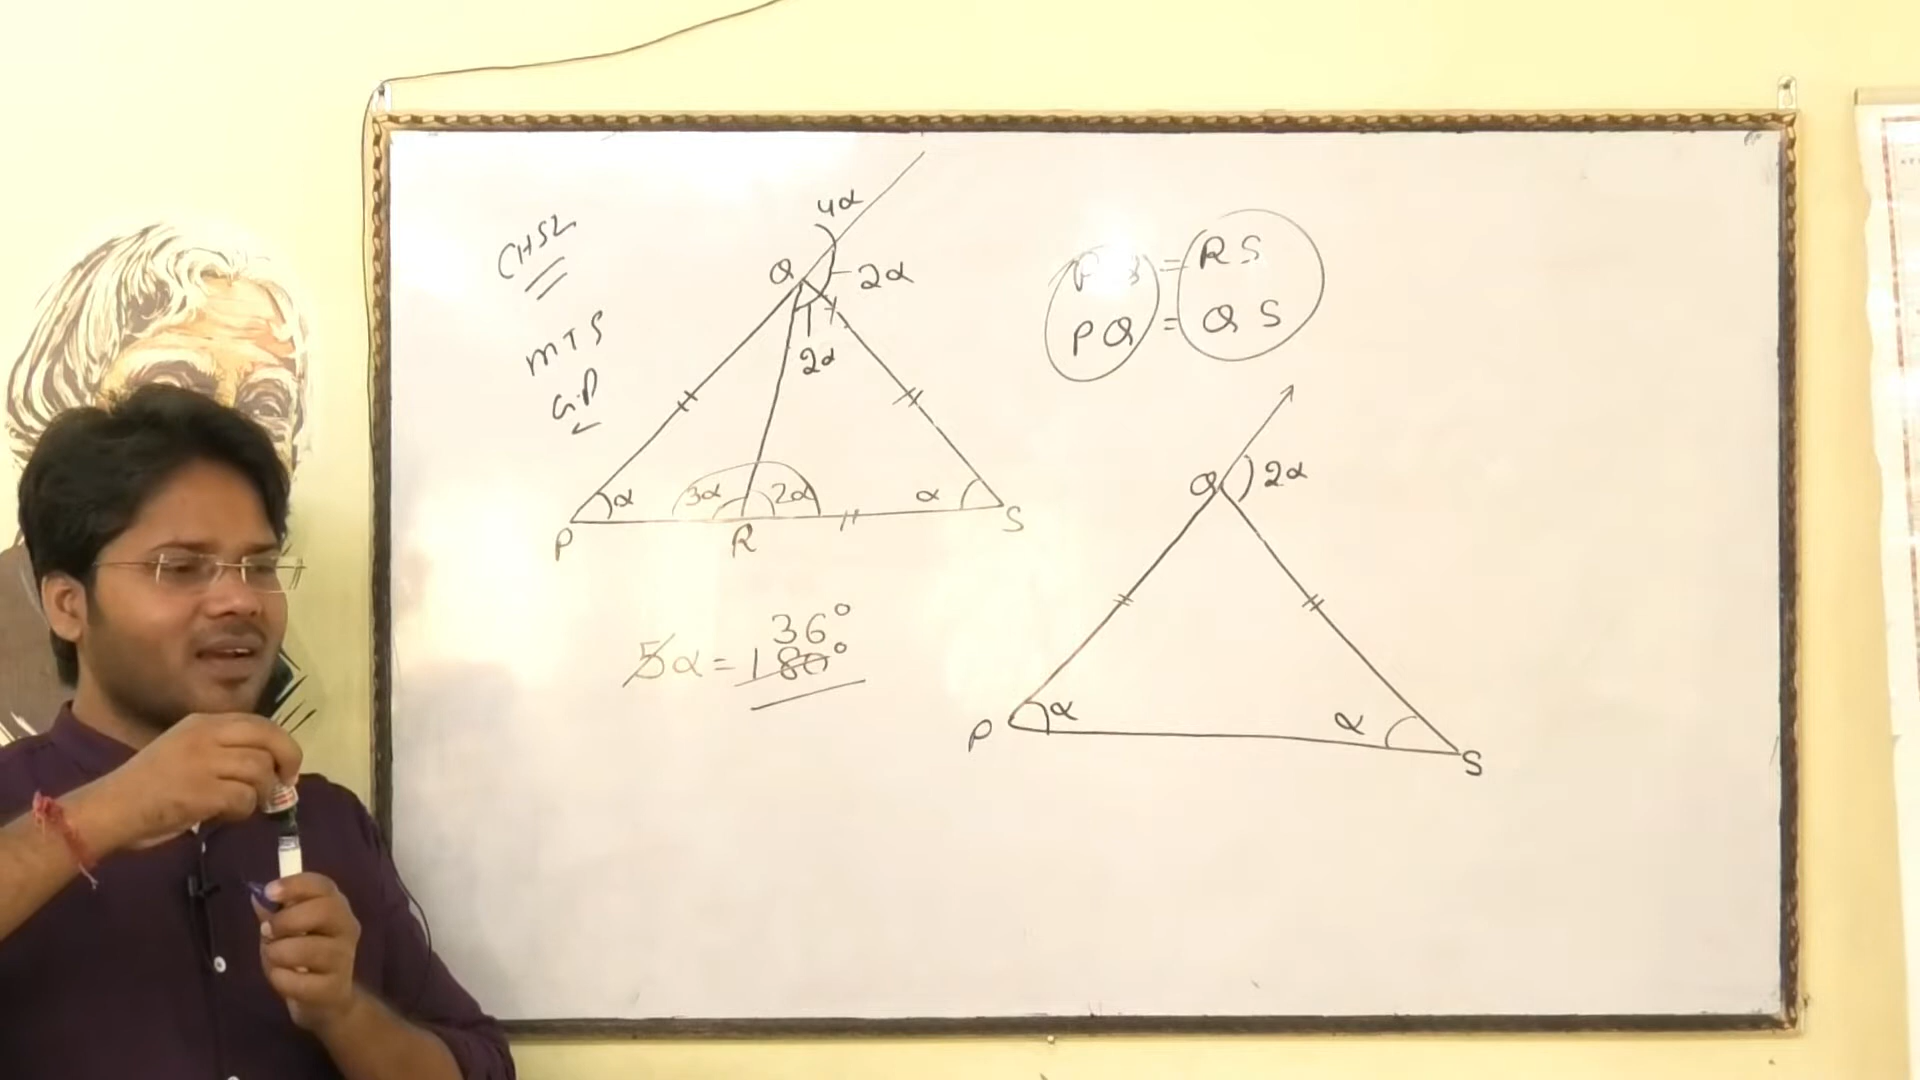 CHSL
MTS
G.D
4α
Q
2α
2α
α
3α
2α
α
P
R
S
= RS
PQ = QS
36°
5α = 180°
Q
2α
P
α
α
S